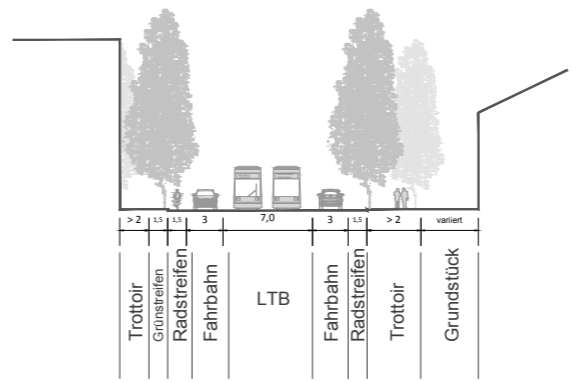 > 2 1,5 1,5 3 7,0 3 1,5 > 2 variiert
Trottoir
Grünstreifen
Radstreifen
Fahrbahn
LTB
Fahrbahn
Radstreifen
Trottoir
Grundstück